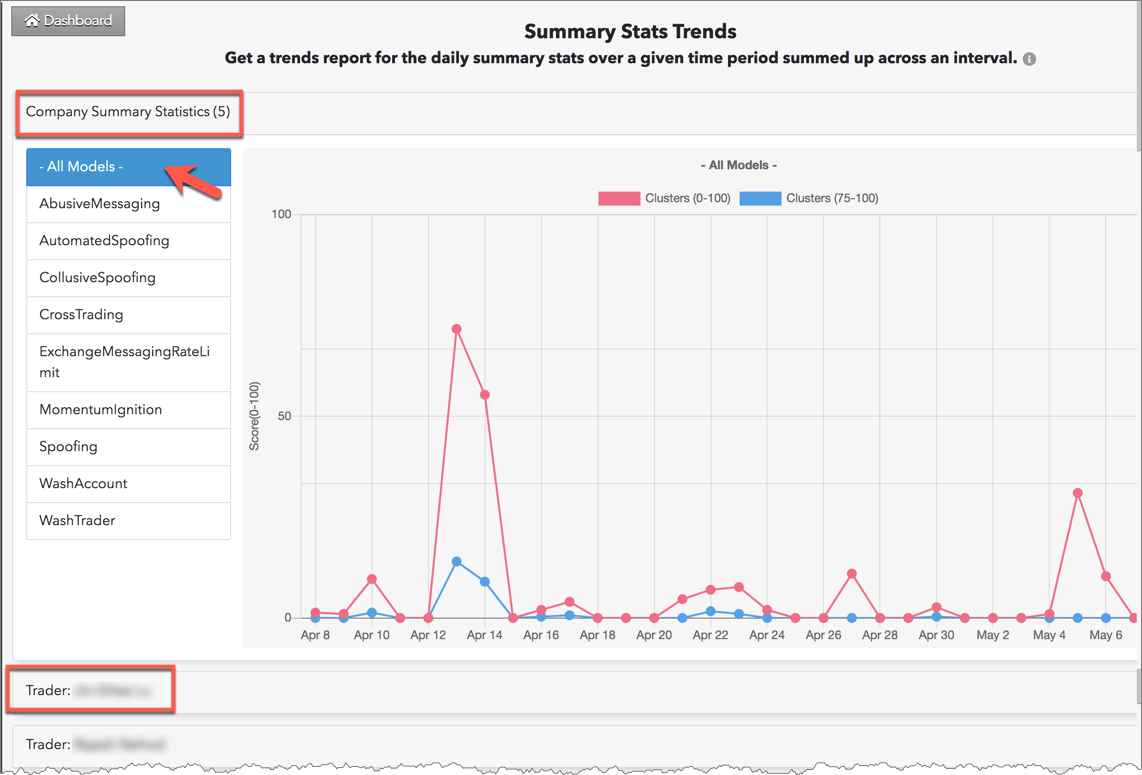 Dashboard
Summary Stats Trends
Get a trends report for the daily summary stats over a given time period summed up across an interval.
Company Summary Statistics (5)
- All Models -
AbusiveMessaging
AutomatedSpoofing
CollusiveSpoofing
CrossTrading
ExchangeMessagingRateLi
mit
MomentumIgnition
Spoofing
WashAccount
WashTrader
- All Models -
Clusters (0-100) Clusters (75-100)
100
50
0
Score(0-100)
Apr 8 Apr 10 Apr 12 Apr 14 Apr 16 Apr 18 Apr 20 Apr 22 Apr 24 Apr 26 Apr 28 Apr 30 May 2 May 4 May 6
Trader:
Trader: